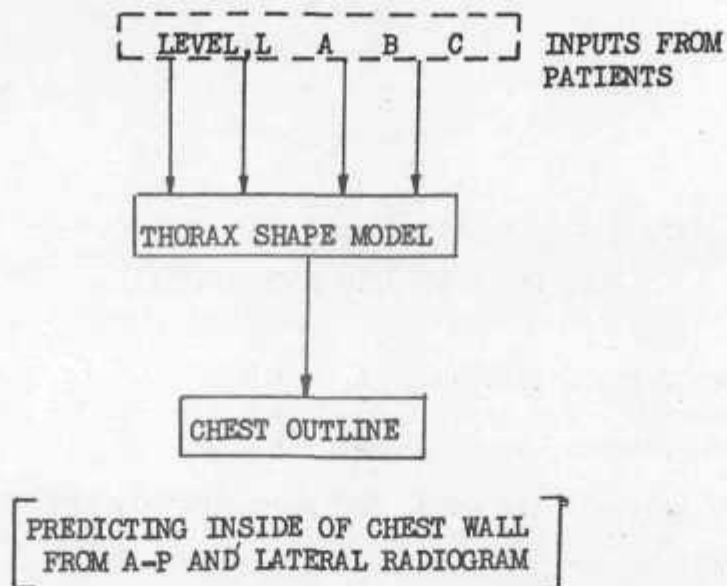 LEVEL,L A B C
INPUTS FROM
PATIENTS
THORAX SHAPE MODEL
CHEST OUTLINE
PREDICTING INSIDE OF CHEST WALL
FROM A-P AND LATERAL RADIOGRAM